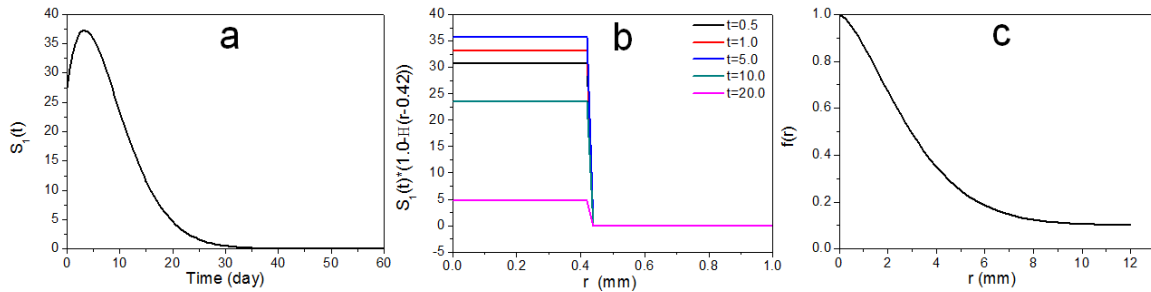 a
40
35
30
25
20
15
10
5
0
S₁(t)
0 10 20 30 40 50 60
Time (day)
b
40
35
30
25
20
15
10
5
0
-5
S₁(t)*(1.0-H(r-0.42))
t=0.5
t=1.0
t=5.0
t=10.0
t=20.0
0.0 0.2 0.4 0.6 0.8 1.0
r (mm)
c
1.0
0.8
0.6
0.4
0.2
0.0
f(r)
0 2 4 6 8 10 12
r (mm)